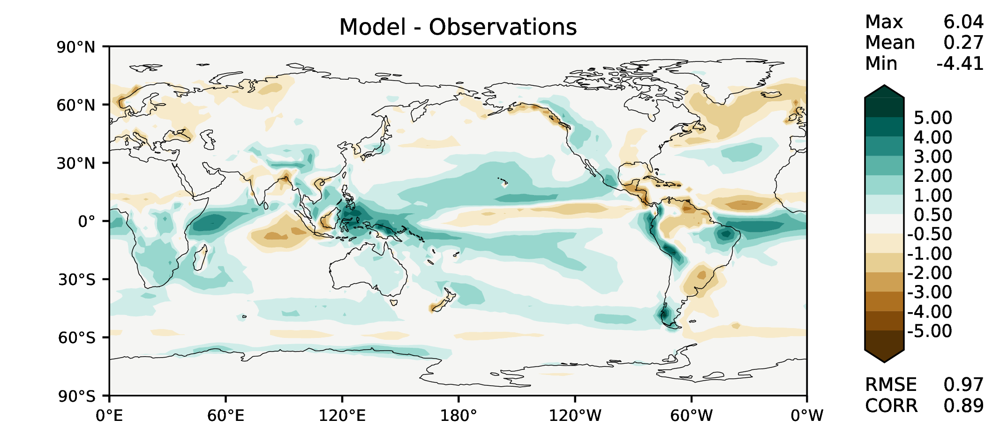 Model - Observations
Max 6.04
Mean 0.27
Min -4.41
90°N
60°N
30°N
0°
30°S
60°S
90°S
0°E 60°E 120°E 180° 120°W 60°W 0°W
5.00
4.00
3.00
2.00
1.00
0.50
-0.50
-1.00
-2.00
-3.00
-4.00
-5.00
RMSE 0.97
CORR 0.89